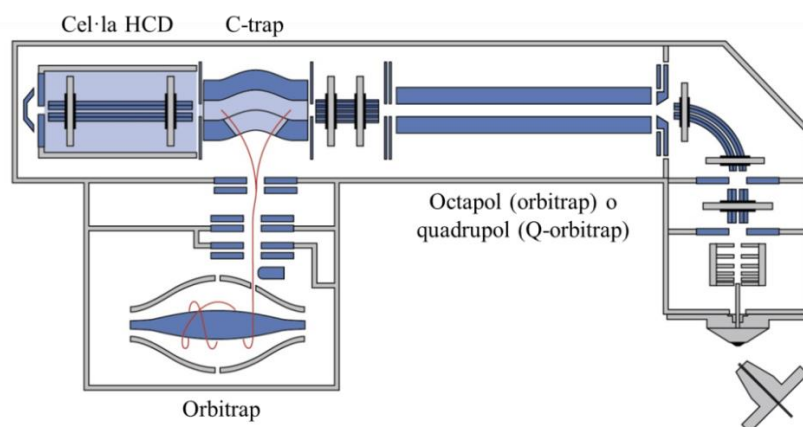 Cel·la HCD
C-trap
Octapol (orbitrap) o
quadrupol (Q-orbitrap)
Orbitrap